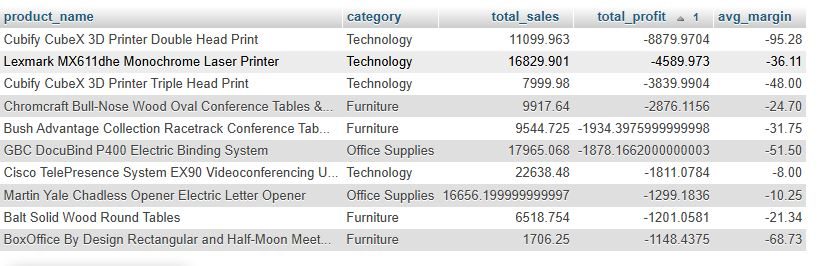 product_name category total_sales total_profit 1 avg_margin
Cubify CubeX 3D Printer Double Head Print Technology 11099.963 -8879.9704 -95.28
Lexmark MX611dhe Monochrome Laser Printer Technology 16829.901 -4589.973 -36.11
Cubify CubeX 3D Printer Triple Head Print Technology 7999.98 -3839.9904 -48.00
Chromcraft Bull-Nose Wood Oval Conference Tables &... Furniture 9917.64 -2876.1156 -24.70
Bush Advantage Collection Racetrack Conference Tab... Furniture 9544.725 -1934.3975999999998 -31.75
GBC DocuBind P400 Electric Binding System Office Supplies 17965.068 -1878.1662000000003 -51.50
Cisco TelePresence System EX90 Videoconferencing U... Technology 22638.48 -1811.0784 -8.00
Martin Yale Chadless Opener Electric Letter Opener Office Supplies 16656.199999999997 -1299.1836 -10.25
Balt Solid Wood Round Tables Furniture 6518.754 -1201.0581 -21.34
BoxOffice By Design Rectangular and Half-Moon Meet... Furniture 1706.25 -1148.4375 -68.73